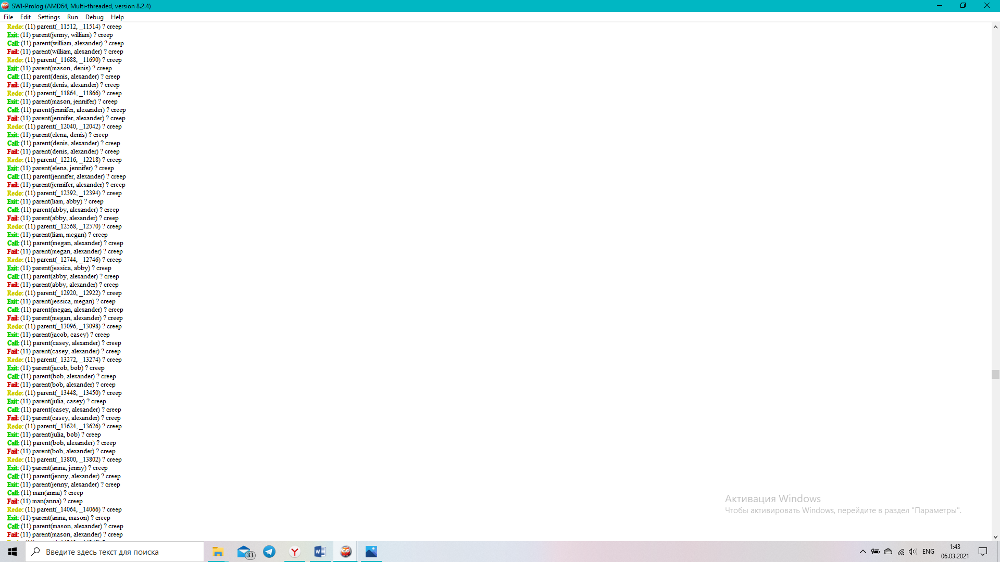 SWI-Prolog (AMD64, Multi-threaded, version 8.2.4)
File Edit Settings Run Debug Help
Redo: (11) parent(_11512, _11514) ? creep
Exit: (11) parent(jenny, william) ? creep
Call: (11) parent(william, alexander) ? creep
Fail: (11) parent(william, alexander) ? creep
Redo: (11) parent(_11688, _11690) ? creep
Exit: (11) parent(mason, denis) ? creep
Call: (11) parent(denis, alexander) ? creep
Fail: (11) parent(denis, alexander) ? creep
Redo: (11) parent(_11864, _11866) ? creep
Exit: (11) parent(mason, jennifer) ? creep
Call: (11) parent(jennifer, alexander) ? creep
Fail: (11) parent(jennifer, alexander) ? creep
Redo: (11) parent(_12040, _12042) ? creep
Exit: (11) parent(elena, denis) ? creep
Call: (11) parent(denis, alexander) ? creep
Fail: (11) parent(denis, alexander) ? creep
Redo: (11) parent(_12216, _12218) ? creep
Exit: (11) parent(elena, jennifer) ? creep
Call: (11) parent(jennifer, alexander) ? creep
Fail: (11) parent(jennifer, alexander) ? creep
Redo: (11) parent(_12392, _12394) ? creep
Exit: (11) parent(liam, abby) ? creep
Call: (11) parent(abby, alexander) ? creep
Fail: (11) parent(abby, alexander) ? creep
Redo: (11) parent(_12568, _12570) ? creep
Exit: (11) parent(liam, megan) ? creep
Call: (11) parent(megan, alexander) ? creep
Fail: (11) parent(megan, alexander) ? creep
Redo: (11) parent(_12744, _12746) ? creep
Exit: (11) parent(jessica, abby) ? creep
Call: (11) parent(abby, alexander) ? creep
Fail: (11) parent(abby, alexander) ? creep
Redo: (11) parent(_12920, _12922) ? creep
Exit: (11) parent(jessica, megan) ? creep
Call: (11) parent(megan, alexander) ? creep
Fail: (11) parent(megan, alexander) ? creep
Redo: (11) parent(_13096, _13098) ? creep
Exit: (11) parent(jacob, casey) ? creep
Call: (11) parent(casey, alexander) ? creep
Fail: (11) parent(casey, alexander) ? creep
Redo: (11) parent(_13272, _13274) ? creep
Exit: (11) parent(jacob, bob) ? creep
Call: (11) parent(bob, alexander) ? creep
Fail: (11) parent(bob, alexander) ? creep
Redo: (11) parent(_13448, _13450) ? creep
Exit: (11) parent(julia, casey) ? creep
Call: (11) parent(casey, alexander) ? creep
Fail: (11) parent(casey, alexander) ? creep
Redo: (11) parent(_13624, _13626) ? creep
Exit: (11) parent(julia, bob) ? creep
Call: (11) parent(bob, alexander) ? creep
Fail: (11) parent(bob, alexander) ? creep
Redo: (11) parent(_13800, _13802) ? creep
Exit: (11) parent(anna, jenny) ? creep
Call: (11) parent(jenny, alexander) ? creep
Exit: (11) parent(jenny, alexander) ? creep
Call: (11) man(anna) ? creep
Fail: (11) man(anna) ? creep
Redo: (11) parent(_14064, _14066) ? creep
Exit: (11) parent(anna, mason) ? creep
Call: (11) parent(mason, alexander) ? creep
Fail: (11) parent(mason, alexander) ? creep
Активация Windows
Чтобы активировать Windows, перейдите в раздел "Параметры".
Введите здесь текст для поиска
33
ENG
1:43
06.03.2021